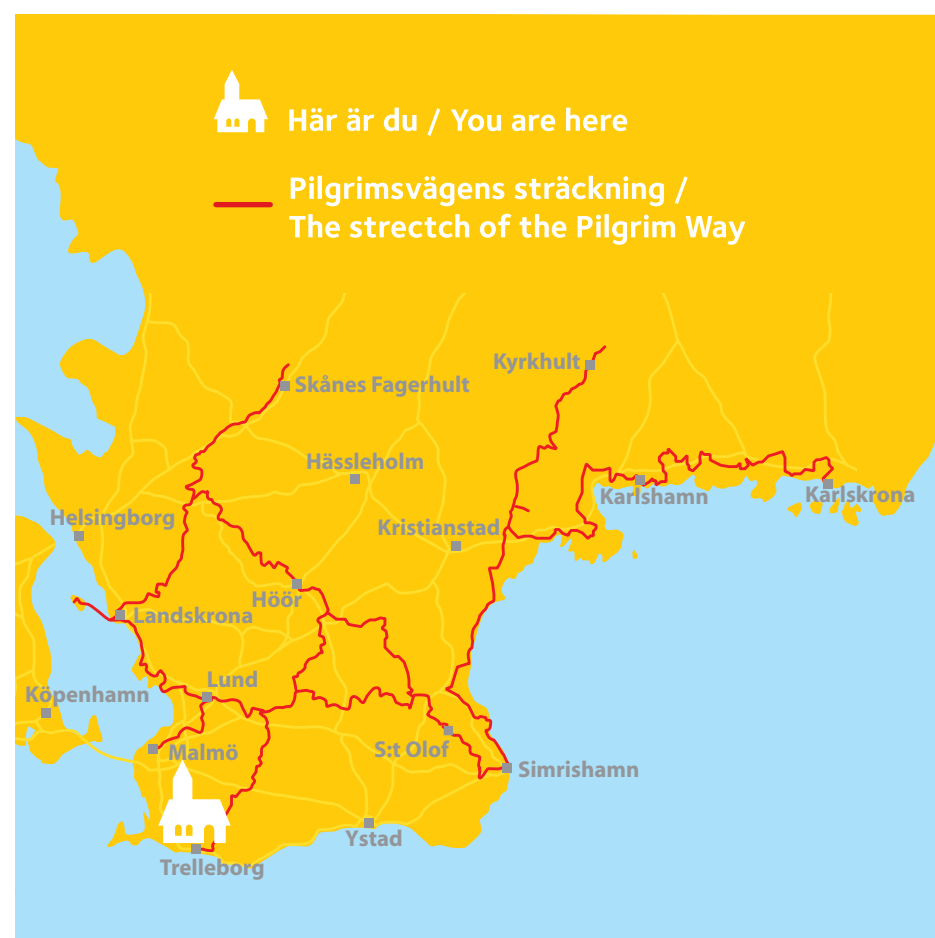 Här är du / You are here
Pilgrimsvägens sträckning /
The strectch of the Pilgrim Way
Kyrkhult
Skånes Fagerhult
Hässleholm
Karlshamn
Karlskrona
Helsingborg
Kristianstad
Höör
Landskrona
Lund
Köpenhamn
Malmö
S:t Olof
Simrishamn
Ystad
Trelleborg